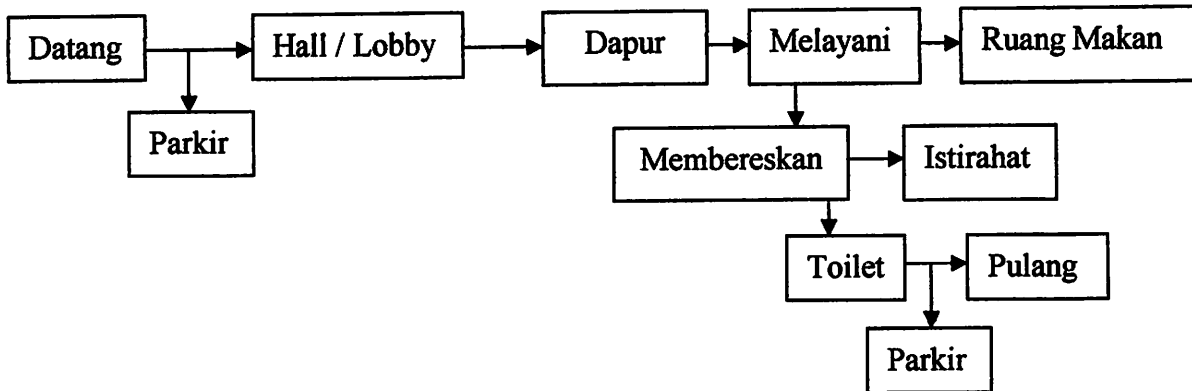 Datang
Hall / Lobby
Dapur
Melayani
Ruang Makan
Parkir
Membereskan
Istirahat
Toilet
Pulang
Parkir